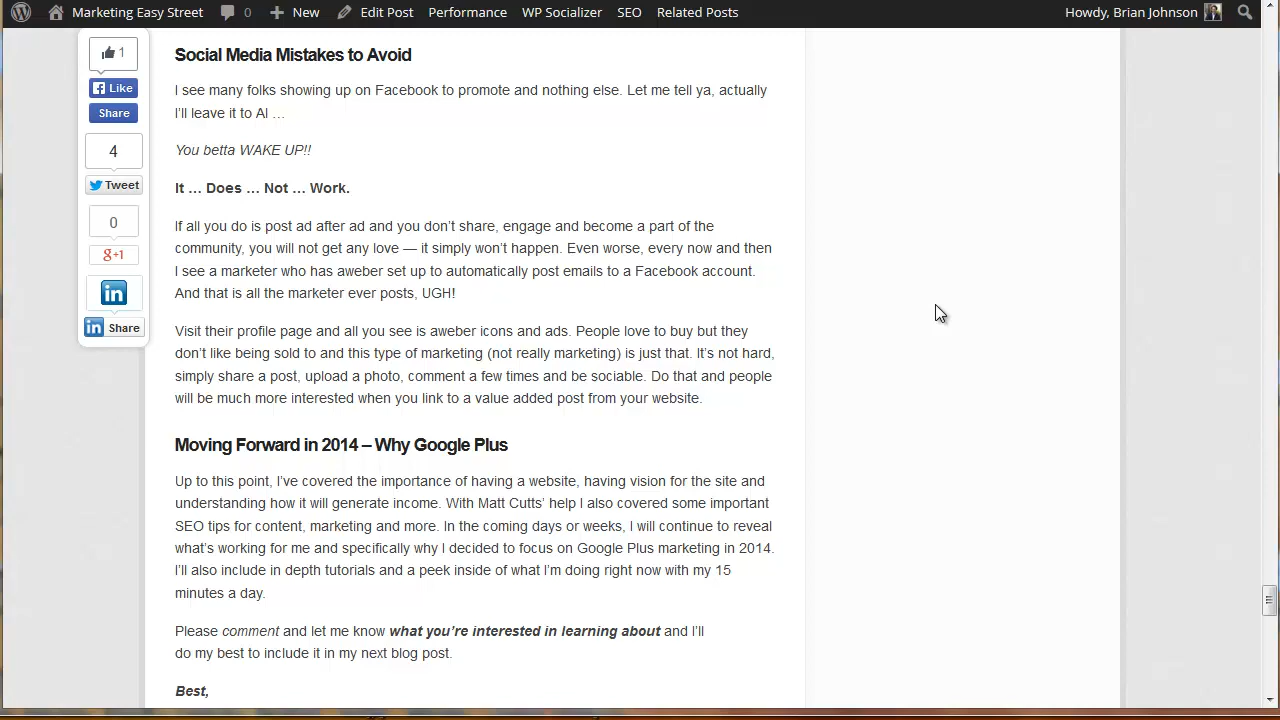 Marketing Easy Street 0 New Edit Post Performance WP Socializer SEO Related Posts Howdy, Brian Johnson
1
Like
Share
4
Tweet
0
g+1
in
in Share
Social Media Mistakes to Avoid
I see many folks showing up on Facebook to promote and nothing else. Let me tell ya, actually
I'll leave it to Al …
You betta WAKE UP!!
It … Does … Not … Work.
If all you do is post ad after ad and you don't share, engage and become a part of the
community, you will not get any love — it simply won't happen. Even worse, every now and then
I see a marketer who has aweber set up to automatically post emails to a Facebook account.
And that is all the marketer ever posts, UGH!
Visit their profile page and all you see is aweber icons and ads. People love to buy but they
don't like being sold to and this type of marketing (not really marketing) is just that. It's not hard,
simply share a post, upload a photo, comment a few times and be sociable. Do that and people
will be much more interested when you link to a value added post from your website.
Moving Forward in 2014 – Why Google Plus
Up to this point, I've covered the importance of having a website, having vision for the site and
understanding how it will generate income. With Matt Cutts' help I also covered some important
SEO tips for content, marketing and more. In the coming days or weeks, I will continue to reveal
what's working for me and specifically why I decided to focus on Google Plus marketing in 2014.
I'll also include in depth tutorials and a peek inside of what I'm doing right now with my 15
minutes a day.
Please comment and let me know what you're interested in learning about and I'll
do my best to include it in my next blog post.
Best,